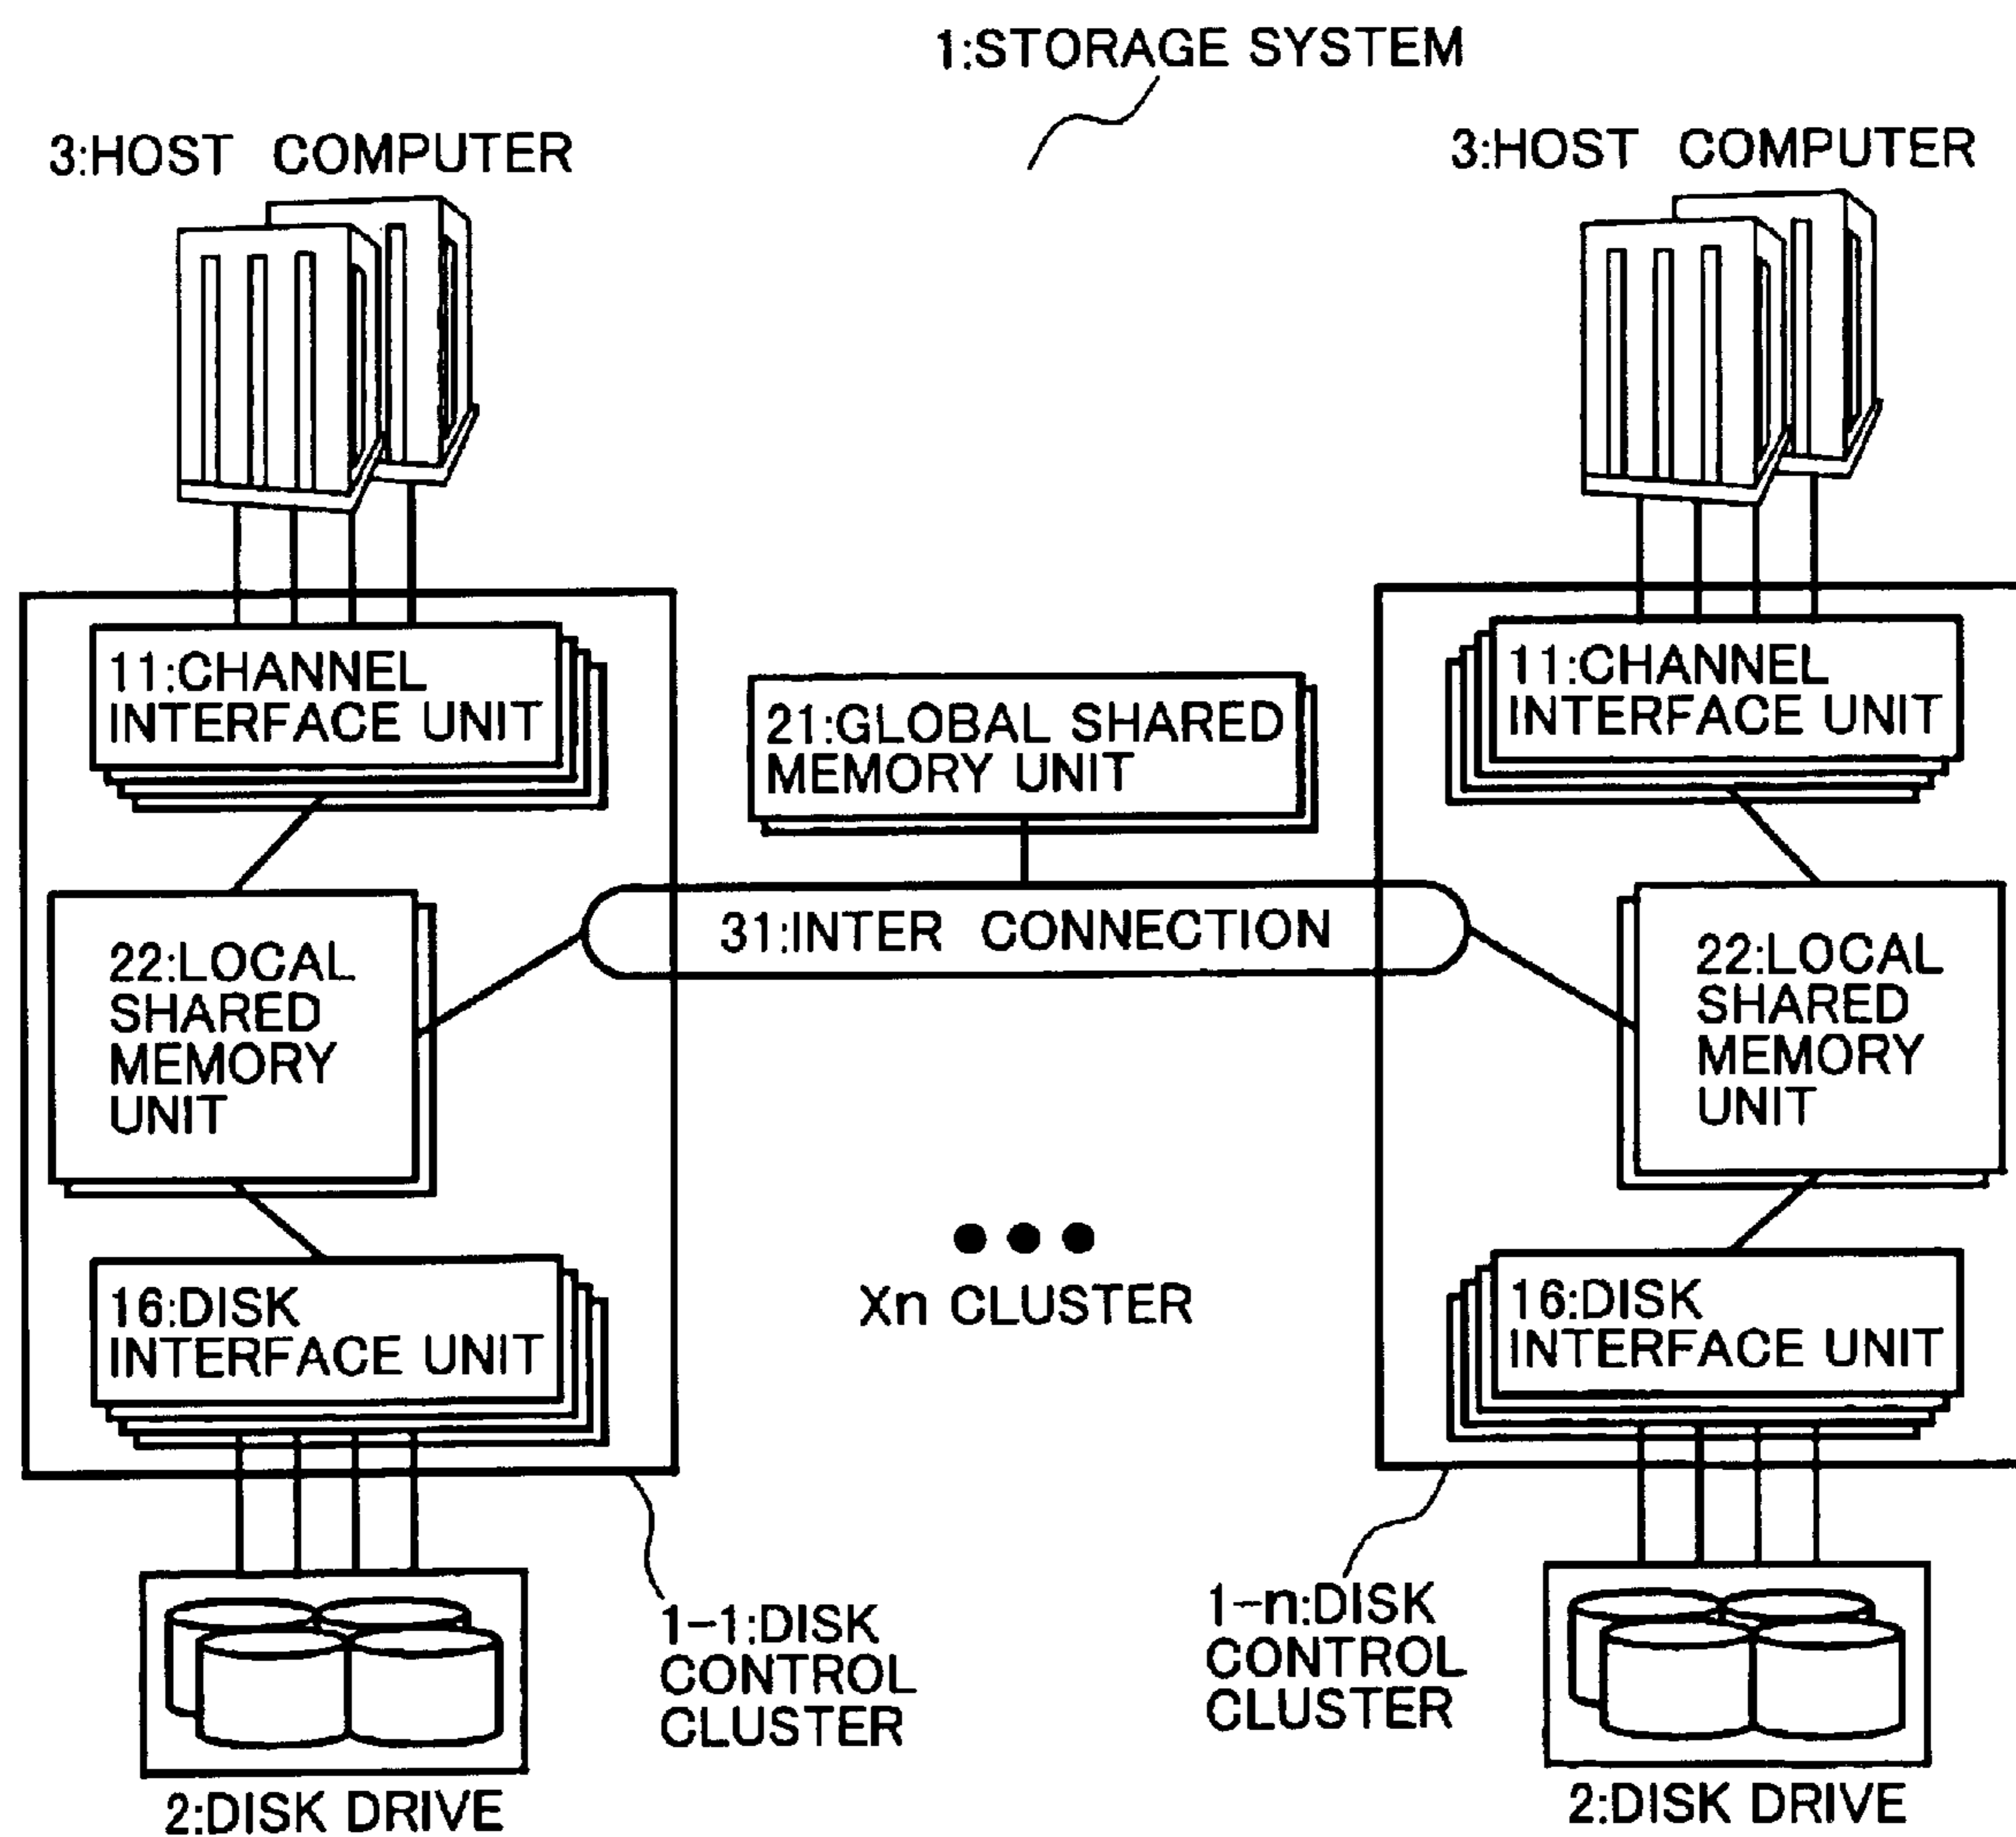 1:STORAGE SYSTEM
3:HOST COMPUTER
3:HOST COMPUTER
11:CHANNEL
INTERFACE UNIT
21:GLOBAL SHARED
MEMORY UNIT
11:CHANNEL
INTERFACE UNIT
31:INTER CONNECTION
22:LOCAL
SHARED
MEMORY
UNIT
22:LOCAL
SHARED
MEMORY
UNIT
Xn CLUSTER
16:DISK
INTERFACE UNIT
16:DISK
INTERFACE UNIT
1-1:DISK
CONTROL
CLUSTER
1-n:DISK
CONTROL
CLUSTER
2:DISK DRIVE
2:DISK DRIVE